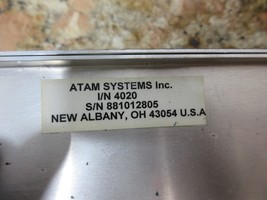 ATAM SYSTEMS Inc.
I/N 4020
S/N 881012805
NEW ALBANY, OH 43054 U.S.A